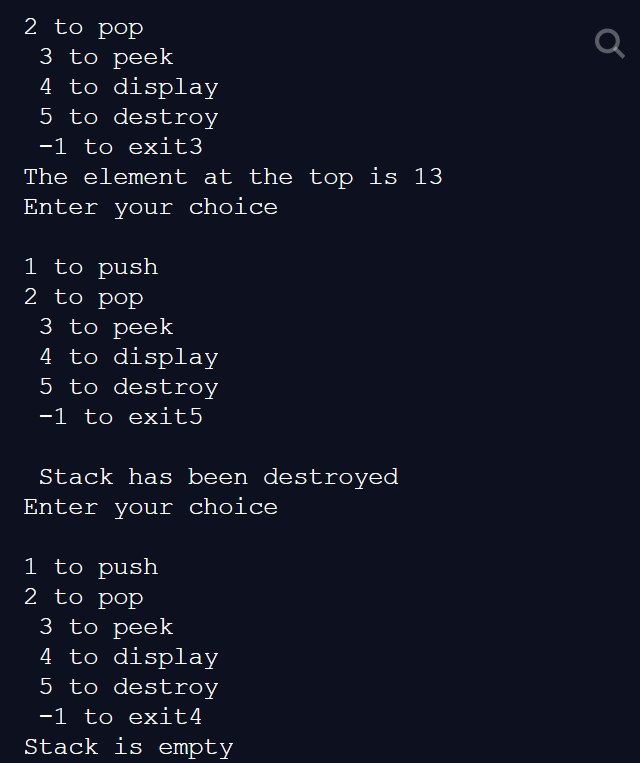 2 to pop
3 to peek
4 to display
5 to destroy
-1 to exit3
The element at the top is 13
Enter your choice
1 to push
2 to pop
3 to peek
4 to display
5 to destroy
-1 to exit5
Stack has been destroyed
Enter your choice
1 to push
2 to pop
3 to peek
4 to display
5 to destroy
-1 to exit4
Stack is empty